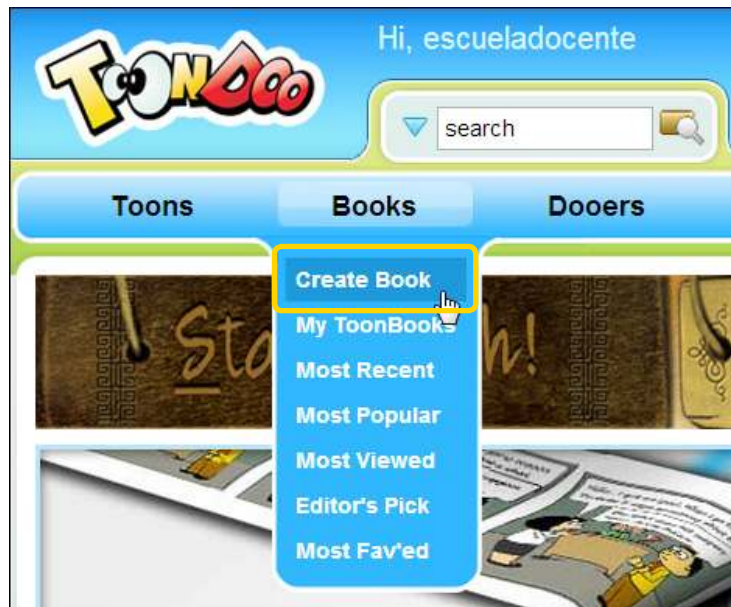 TOONDOO
Hi, escueladocente
search
Toons Books Dooers
Create Book
My ToonBooks
Most Recent
Most Popular
Most Viewed
Editor's Pick
Most Fav'ed